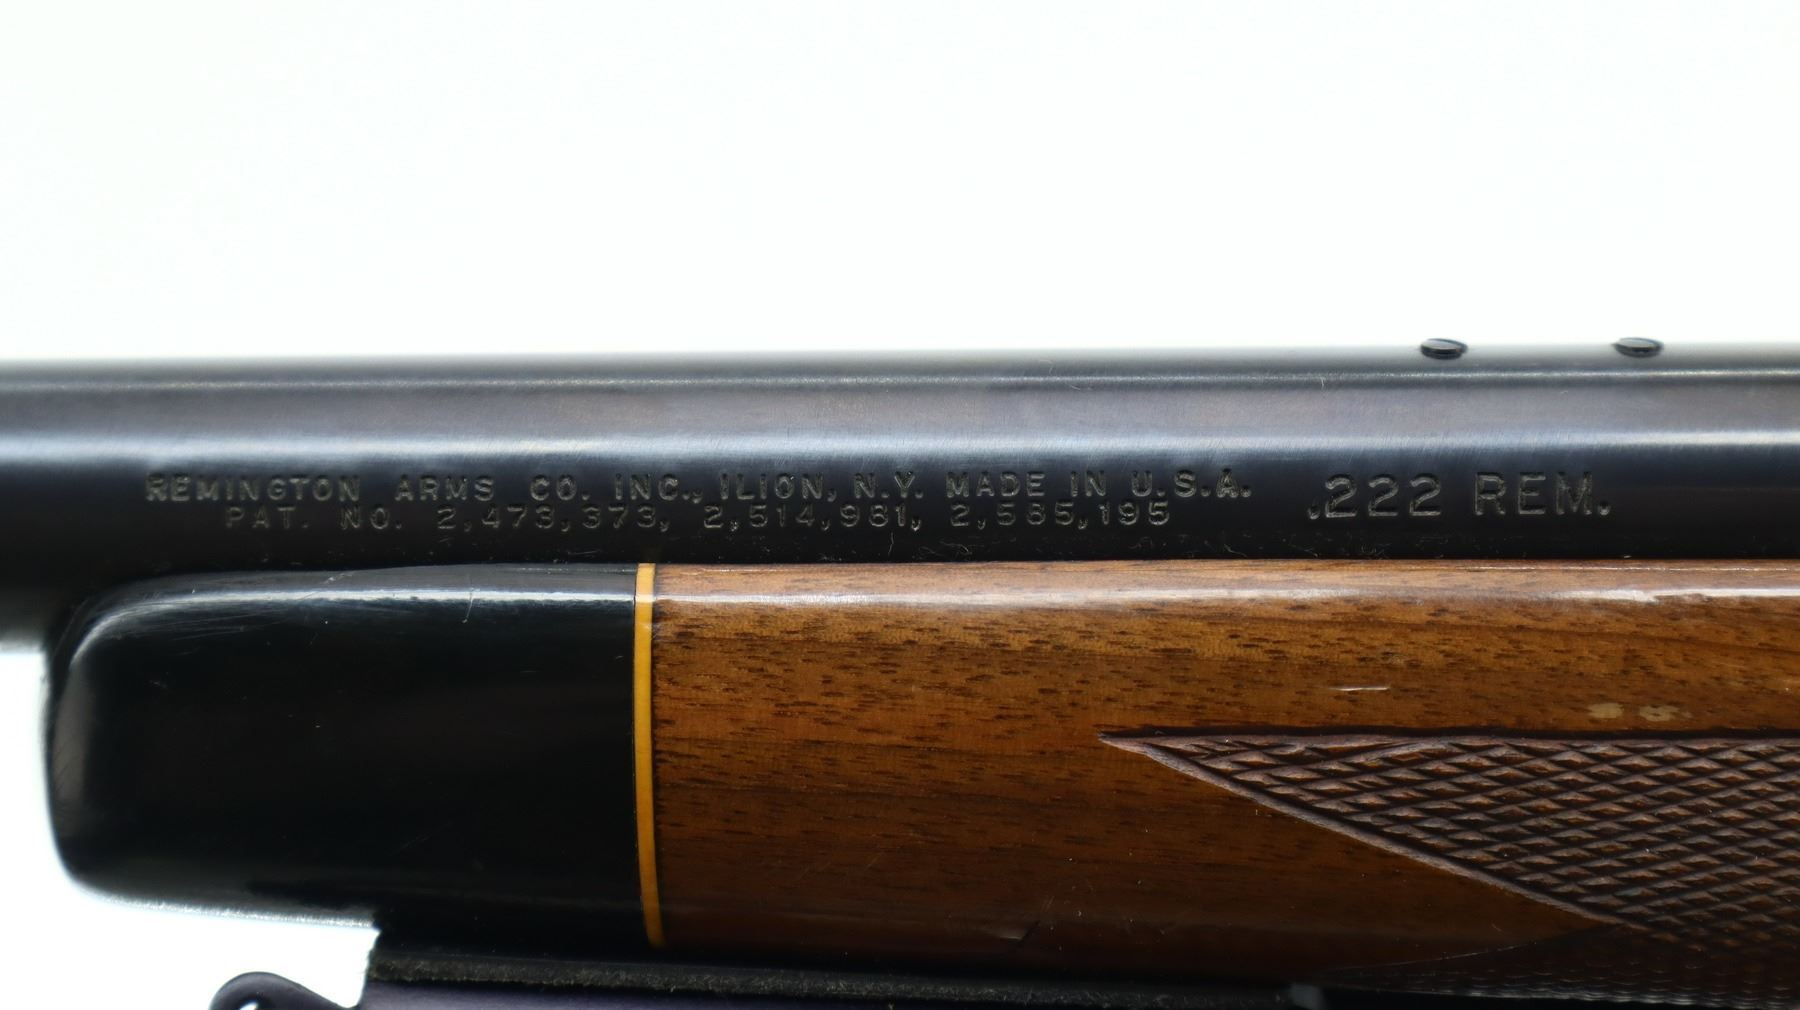 REMINGTON ARMS CO. INC., ILION, N.Y. MADE IN U.S.A.
PAT. NO. 2,473,373, 2,514,981, 2,585,195
.222 REM.